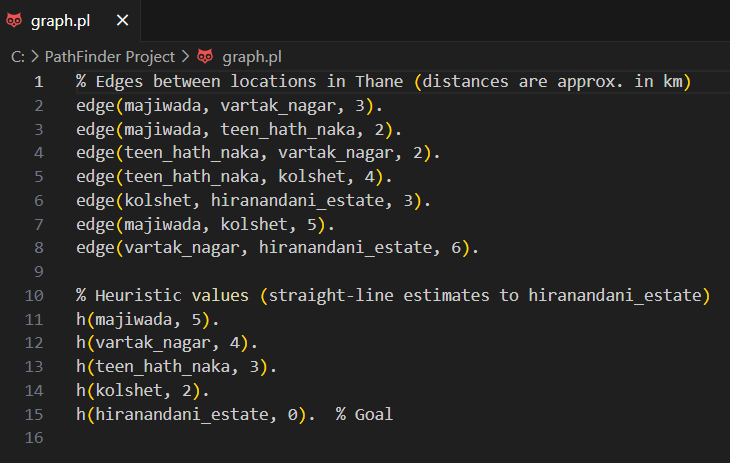 graph.pl ×
C: > PathFinder Project > graph.pl
1 % Edges between locations in Thane (distances are approx. in km)
2 edge(majiwada, vartak_nagar, 3).
3 edge(majiwada, teen_hath_naka, 2).
4 edge(teen_hath_naka, vartak_nagar, 2).
5 edge(teen_hath_naka, kolshet, 4).
6 edge(kolshet, hiranandani_estate, 3).
7 edge(majiwada, kolshet, 5).
8 edge(vartak_nagar, hiranandani_estate, 6).
9
10 % Heuristic values (straight-line estimates to hiranandani_estate)
11 h(majiwada, 5).
12 h(vartak_nagar, 4).
13 h(teen_hath_naka, 3).
14 h(kolshet, 2).
15 h(hiranandani_estate, 0).  % Goal
16